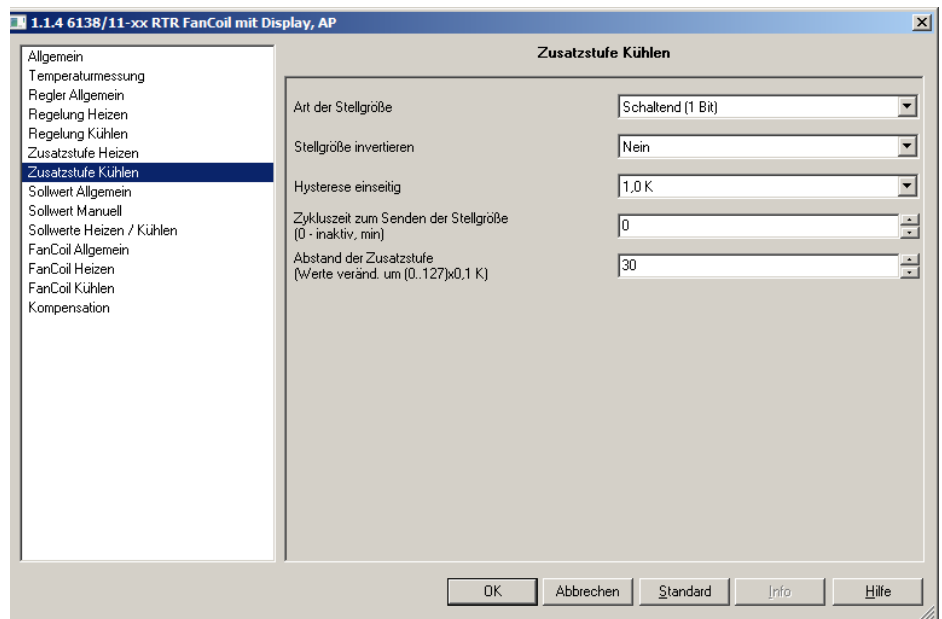 1.1.4 6138/11-xx RTR FanCoil mit Display, AP
Allgemein
Temperaturmessung
Regler Allgemein
Regelung Heizen
Regelung Kühlen
Zusatzstufe Heizen
Zusatzstufe Kühlen
Sollwert Allgemein
Sollwert Manuell
Sollwerte Heizen / Kühlen
FanCoil Allgemein
FanCoil Heizen
FanCoil Kühlen
Kompensation
Zusatzstufe Kühlen
Art der Stellgröße
Schaltend (1 Bit)
Stellgröße invertieren
Nein
Hysterese einseitig
1,0 K
Zykluszeit zum Senden der Stellgröße
(0 - inaktiv, min)
0
Abstand der Zusatzstufe
(Werte veränd. um (0..127)x0,1 K)
30
OK
Abbrechen
Standard
Info
Hilfe